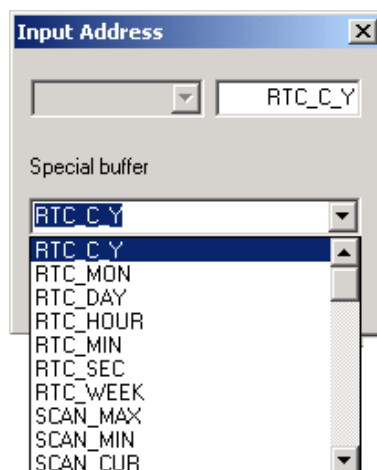 Input Address
RTC_C_Y
Special buffer
RTC_C_Y
RTC_C_Y
RTC_MON
RTC_DAY
RTC_HOUR
RTC_MIN
RTC_SEC
RTC_WEEK
SCAN_MAX
SCAN_MIN
SCAN_CUR